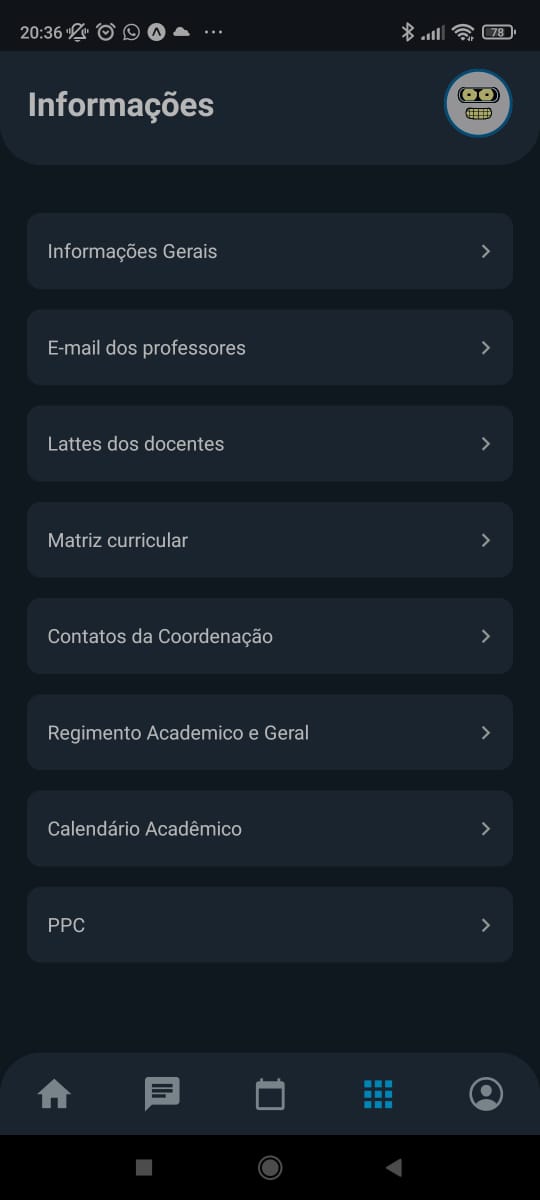 20:36
78
Informações
Informações Gerais
E-mail dos professores
Lattes dos docentes
Matriz curricular
Contatos da Coordenação
Regimento Academico e Geral
Calendário Acadêmico
PPC